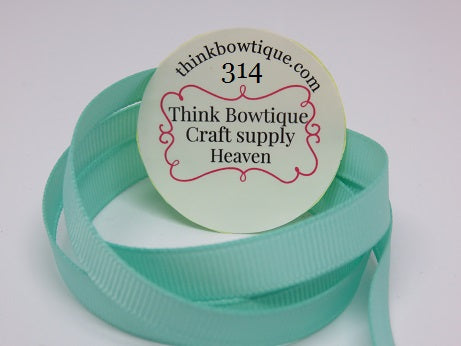 thinkbowtique.com
314
Think Bowtique
Craft supply
Heaven